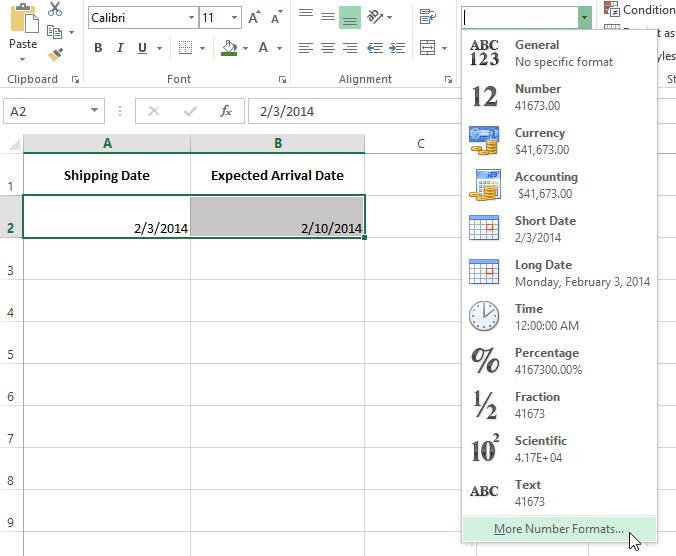 Calibri 11 A A Condition
Paste B I U A t as
yles
Clipboard Font Alignment St
A2 fx 2/3/2014
A B C
1 Shipping Date Expected Arrival Date
2 2/3/2014 2/10/2014
3
4
5
6
7
8
9
ABC
123
General
No specific format
12
Number
41673.00
Currency
$41,673.00
Accounting
$41,673.00
Short Date
2/3/2014
Long Date
Monday, February 3, 2014
Time
12:00:00 AM
%
Percentage
4167300.00%
1/2
Fraction
41673
10²
Scientific
4.17E+04
ABC
Text
41673
More Number Formats...